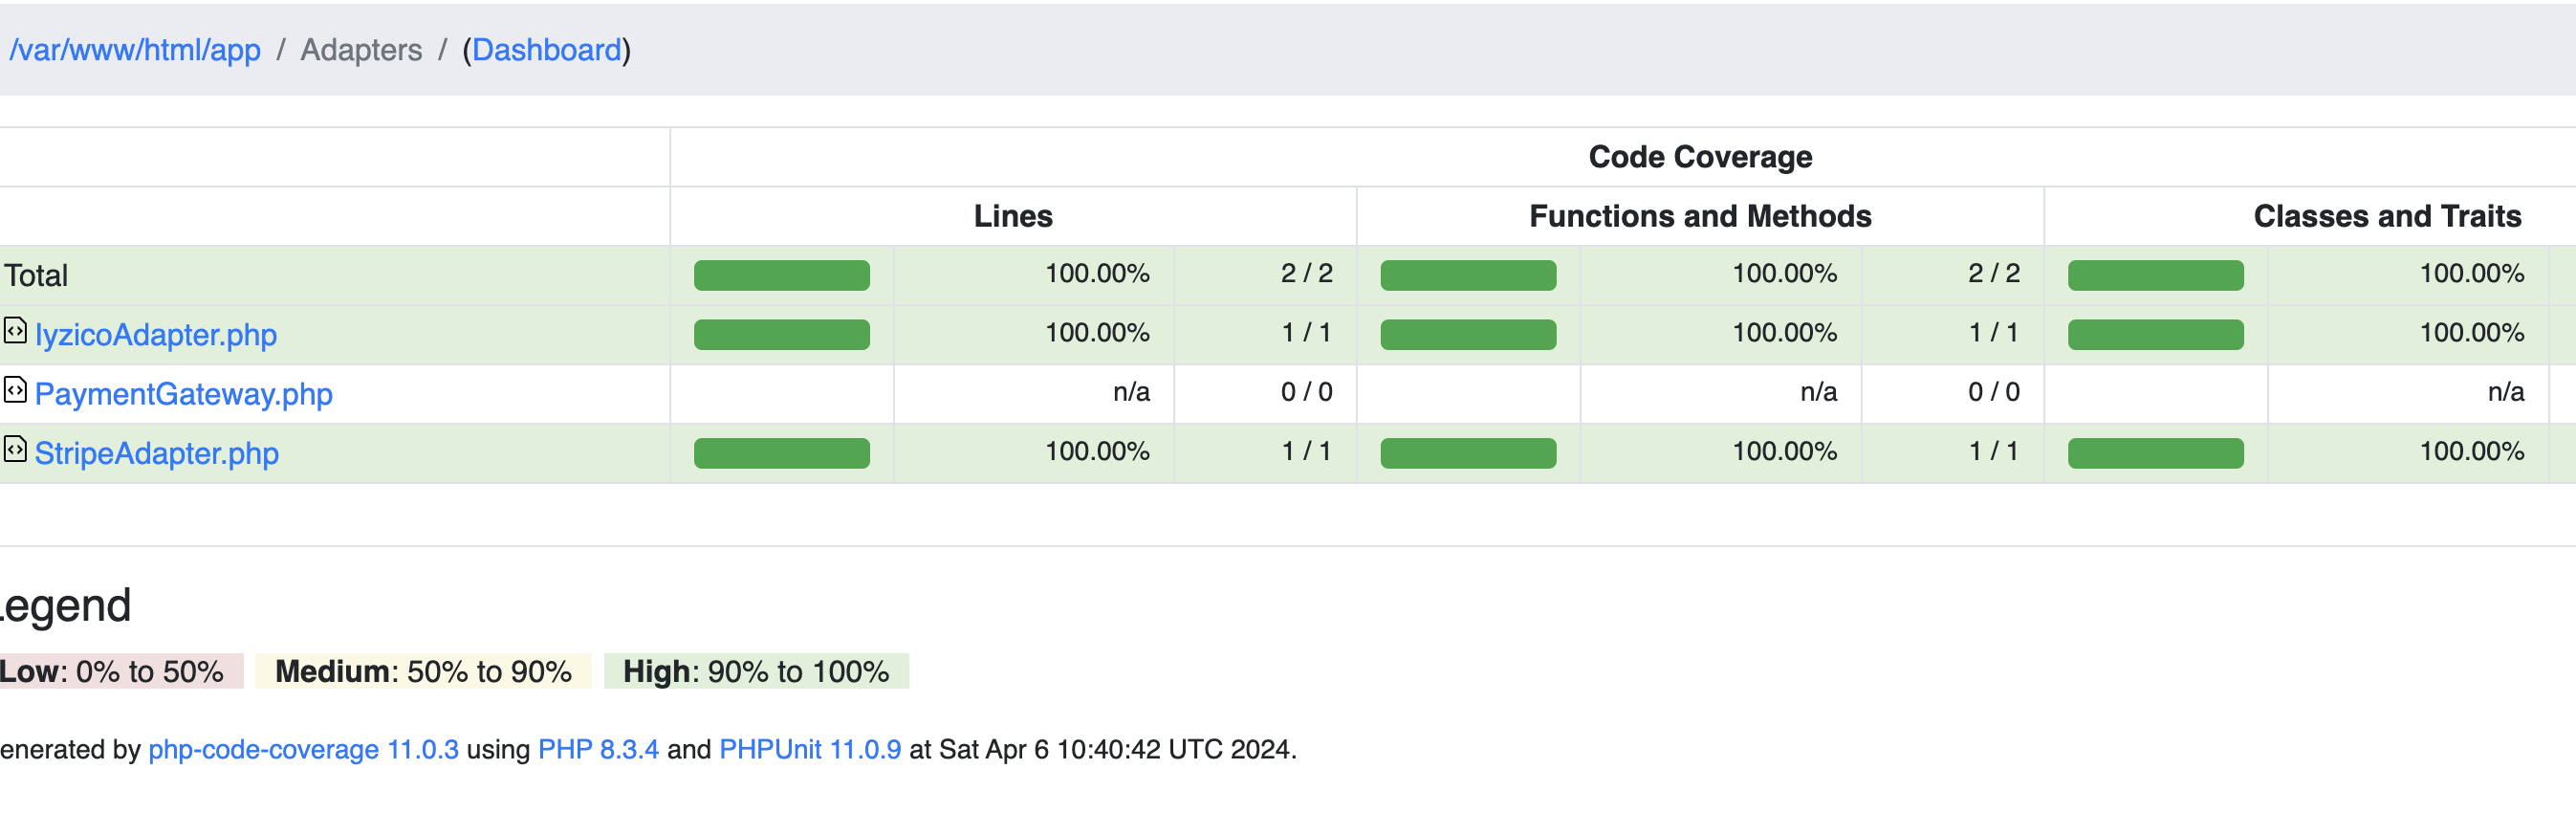 /var/www/html/app / Adapters / (Dashboard)
Code Coverage
Lines Functions and Methods Classes and Traits
Total 100.00% 2 / 2 100.00% 2 / 2 100.00%
IyzicoAdapter.php 100.00% 1 / 1 100.00% 1 / 1 100.00%
PaymentGateway.php n/a 0 / 0 n/a 0 / 0 n/a
StripeAdapter.php 100.00% 1 / 1 100.00% 1 / 1 100.00%
Legend
Low: 0% to 50% Medium: 50% to 90% High: 90% to 100%
enerated by php-code-coverage 11.0.3 using PHP 8.3.4 and PHPUnit 11.0.9 at Sat Apr 6 10:40:42 UTC 2024.